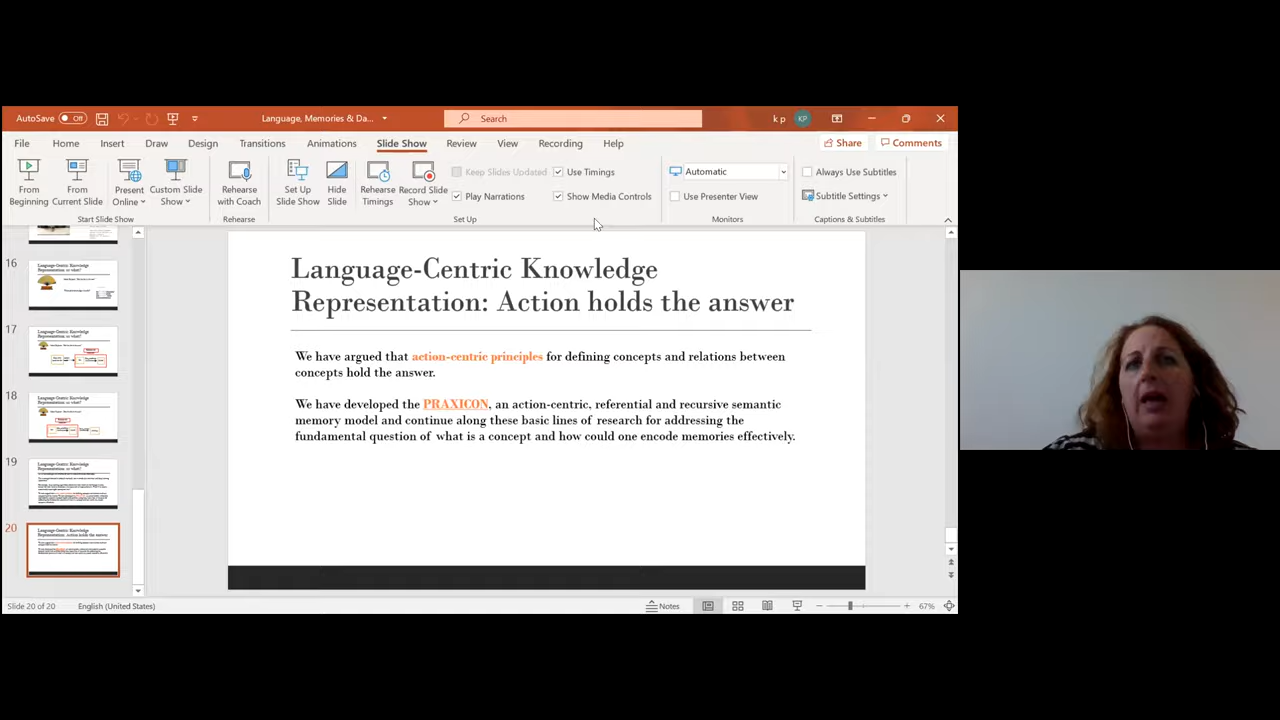 AutoSave Off Language, Memories & Da... Search k p KP
File Home Insert Draw Design Transitions Animations Slide Show Review View Recording Help Share Comments
From Beginning
From Current Slide
Present Online
Custom Slide Show
Start Slide Show
Rehearse with Coach
Rehearse
Set Up Slide Show
Hide Slide
Rehearse Timings
Record Slide Show
Keep Slides Updated
Use Timings
Play Narrations
Show Media Controls
Set Up
Automatic
Use Presenter View
Monitors
Always Use Subtitles
Subtitle Settings
Captions & Subtitles
16
17
18
19
20
Language-Centric Knowledge
Representation: Action holds the answer
We have argued that action-centric principles for defining concepts and relations between
concepts hold the answer.
We have developed the PRAXICON, an action-centric, referential and recursive semantic
memory model and continue along these basic lines of research for addressing the
fundamental question of what is a concept and how could one encode memories effectively.
Slide 20 of 20 English (United States) Notes 67%